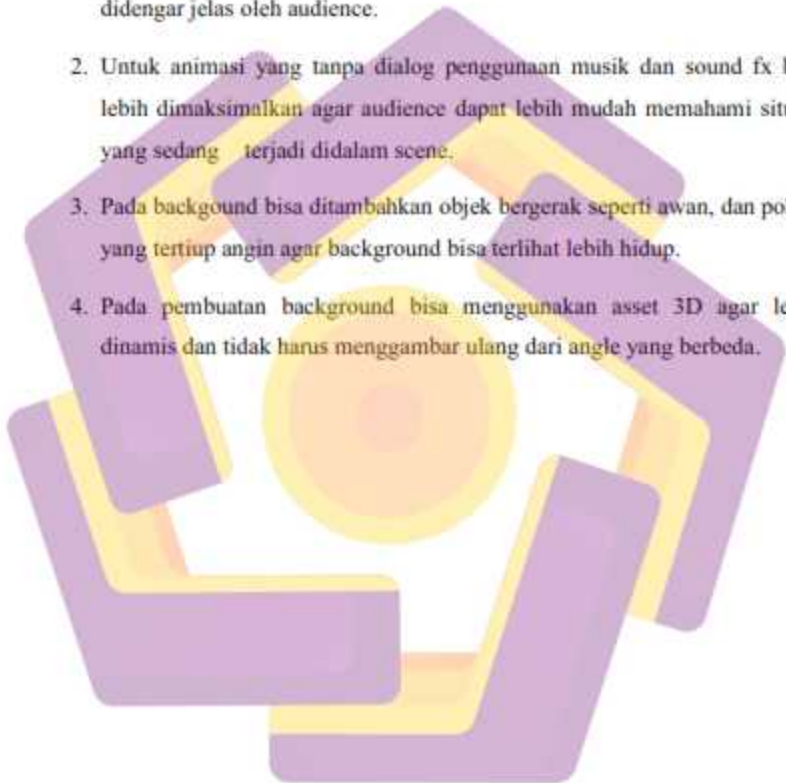 didengar jelas oleh audience.
2. Untuk animasi yang tanpa dialog penggunaan musik dan sound fx
lebih dimaksimalkan agar audience dapat lebih mudah memahami
yang sedang terjadi didalam scene.
3. Pada backgound bisa ditambahkan objek bergerak seperti awan, dan
yang tertiup angin agar background bisa terlihat lebih hidup.
4. Pada pembuatan background bisa menggunakan asset 3D agar
dinamis dan tidak harus menggambar ulang dari angle yang berbeda.